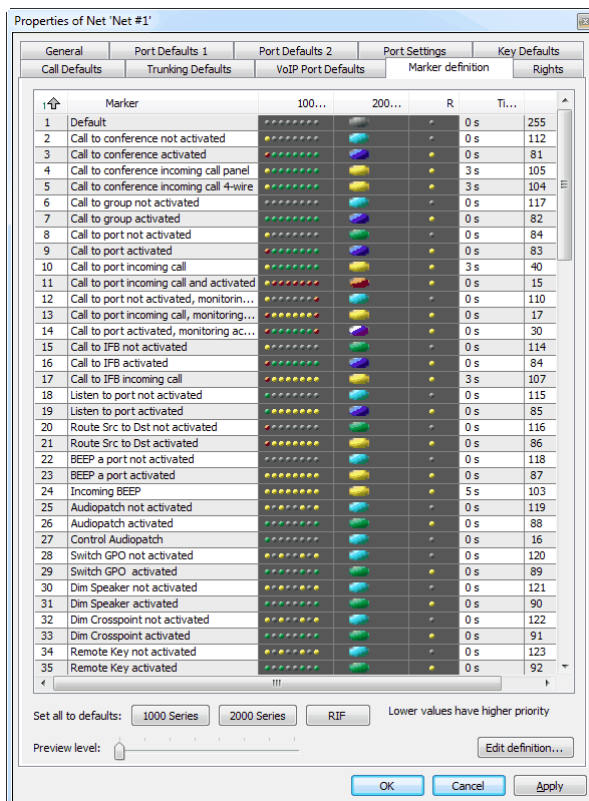 Properties of Net 'Net #1'
General Port Defaults 1 Port Defaults 2 Port Settings Key Defaults
Call Defaults Trunking Defaults VoIP Port Defaults Marker definition Rights
1 Marker 100... 200... R Ti...
1 Default 0 s 255
2 Call to conference not activated 0 s 112
3 Call to conference activated 0 s 81
4 Call to conference incoming call panel 3 s 105
5 Call to conference incoming call 4-wire 3 s 104
6 Call to group not activated 0 s 117
7 Call to group activated 0 s 82
8 Call to port not activated 0 s 84
9 Call to port activated 0 s 83
10 Call to port incoming call 3 s 40
11 Call to port incoming call and activated 0 s 15
12 Call to port not activated, monitorin... 0 s 110
13 Call to port incoming call, monitoring... 0 s 17
14 Call to port activated, monitoring ac... 0 s 30
15 Call to IFB not activated 0 s 114
16 Call to IFB activated 0 s 84
17 Call to IFB incoming call 3 s 107
18 Listen to port not activated 0 s 115
19 Listen to port activated 0 s 85
20 Route Src to Dst not activated 0 s 116
21 Route Src to Dst activated 0 s 86
22 BEEP a port not activated 0 s 118
23 BEEP a port activated 0 s 87
24 Incoming BEEP 5 s 103
25 Audiopatch not activated 0 s 119
26 Audiopatch activated 0 s 88
27 Control Audiopatch 0 s 16
28 Switch GPO not activated 0 s 120
29 Switch GPO activated 0 s 89
30 Dim Speaker not activated 0 s 121
31 Dim Speaker activated 0 s 90
32 Dim Crosspoint not activated 0 s 122
33 Dim Crosspoint activated 0 s 91
34 Remote Key not activated 0 s 123
35 Remote Key activated 0 s 92
Set all to defaults: 1000 Series 2000 Series RIF Lower values have higher priority
Preview level: Edit definition...
OK Cancel Apply